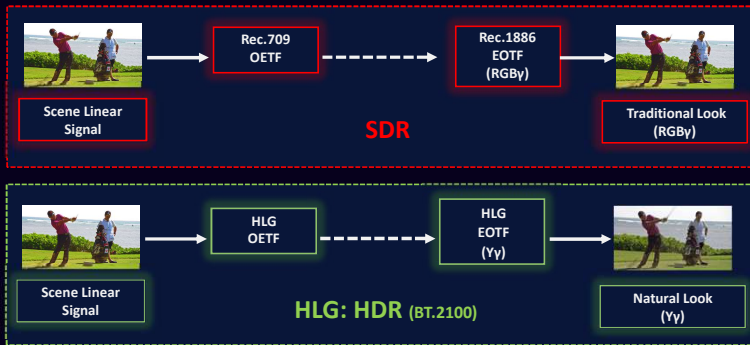 Rec.709
OETF
Rec.1886
EOTF
(RGBγ)
Scene Linear
Signal
Traditional Look
(RGBγ)
SDR
HLG
OETF
HLG
EOTF
(Yγ)
Scene Linear
Signal
Natural Look
(Yγ)
HLG: HDR (BT.2100)